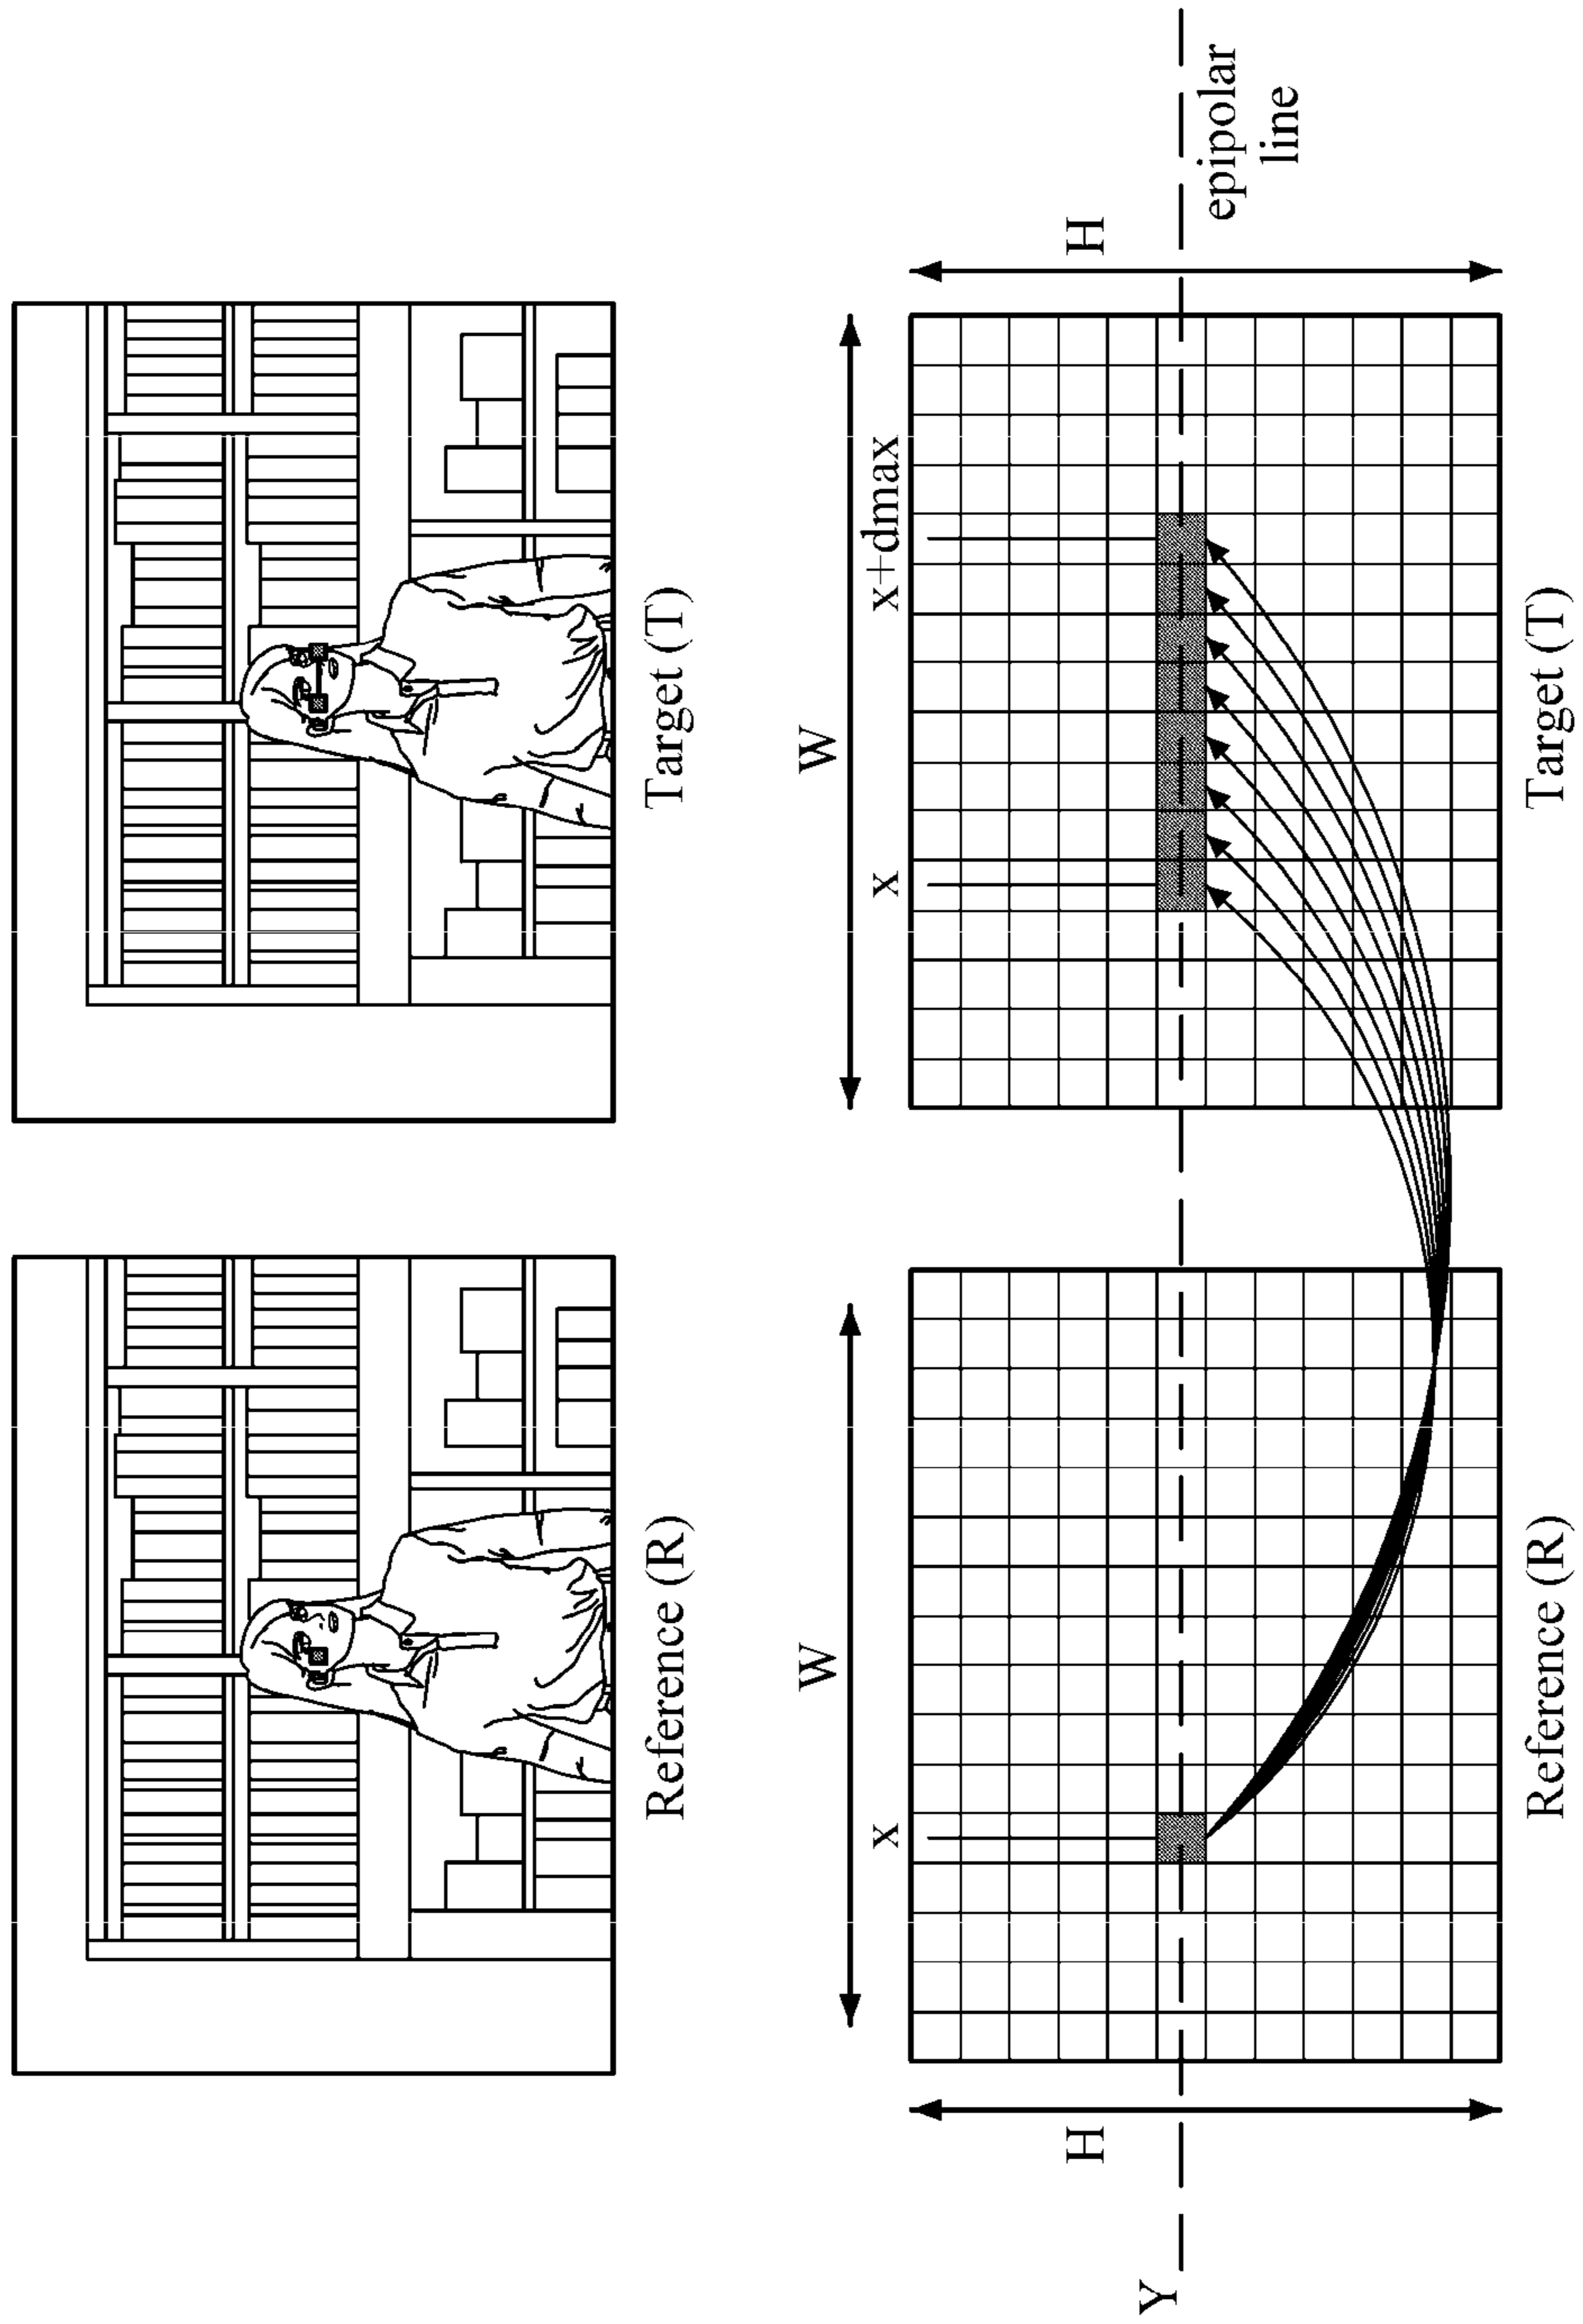 Reference (R)
Target (T)
W
W
x
x
x+dmax
H
H
Y
epipolar
line
Reference (R)
Target (T)